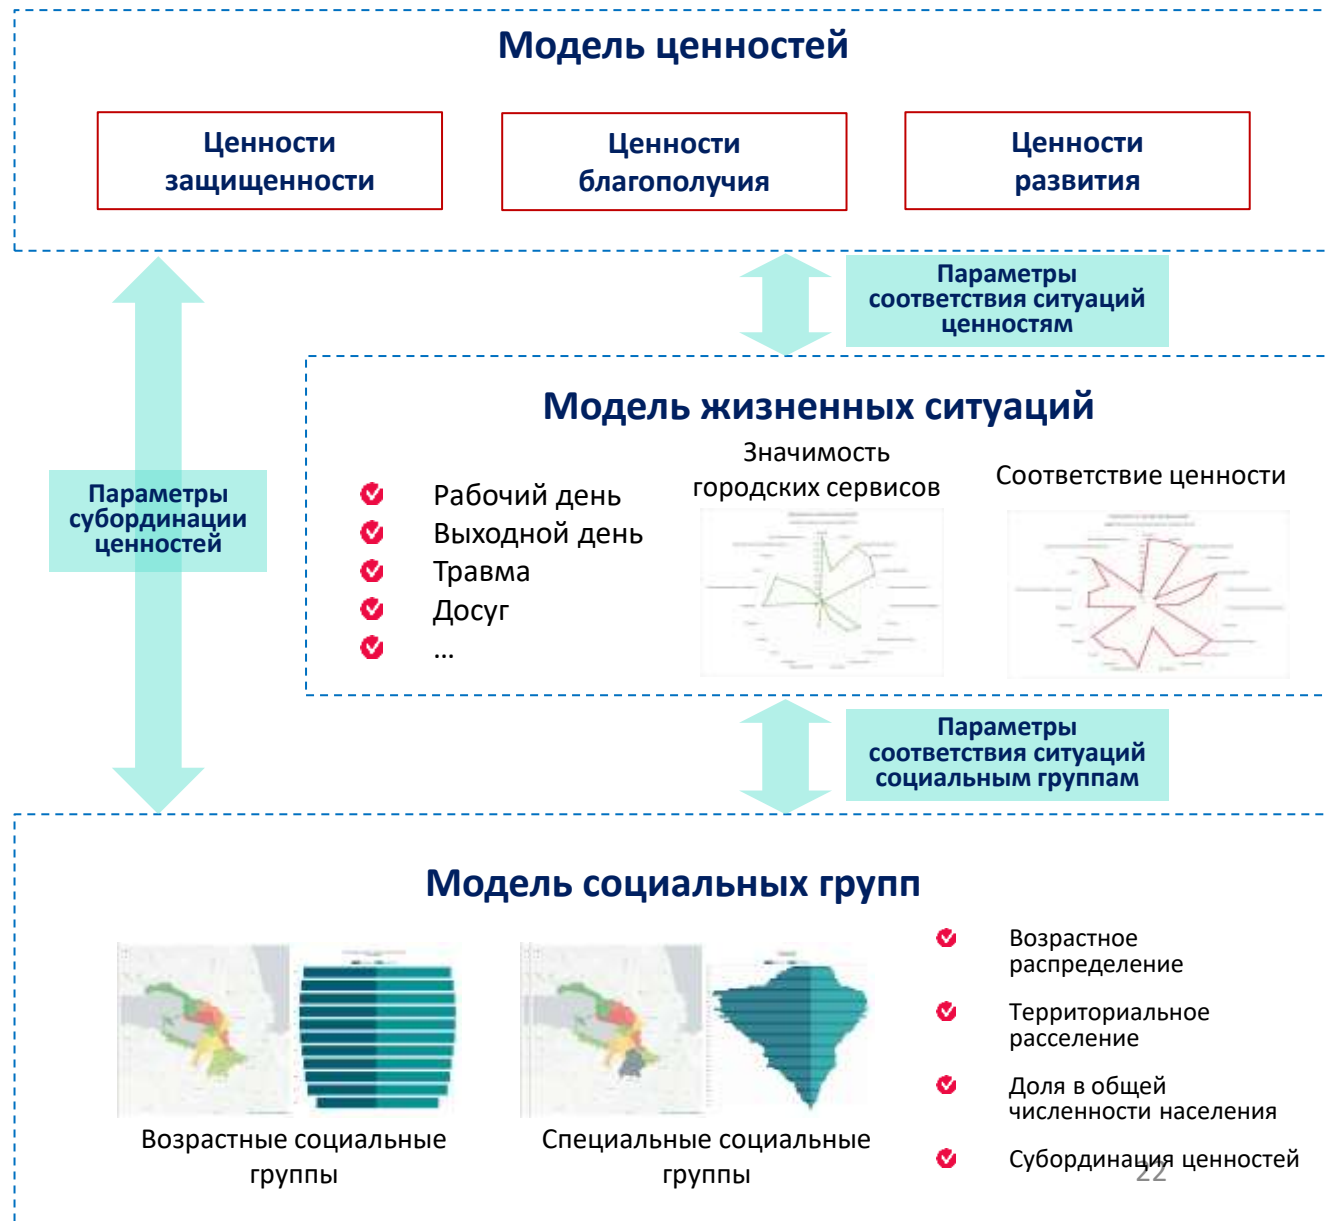 Модель ценностей
Ценности
защищенности
Ценности
благополучия
Ценности
развития
Параметры
соответствия ситуаций
ценностям
Параметры
субординации
ценностей
Модель жизненных ситуаций
Рабочий день
Выходной день
Травма
Досуг
...
Значимость
городских сервисов
Соответствие ценности
Параметры
соответствия ситуаций
социальным группам
Модель социальных групп
Возрастные социальные
группы
Специальные социальные
группы
Возрастное
распределение
Территориальное
расселение
Доля в общей
численности населения
Субординация ценностей
22